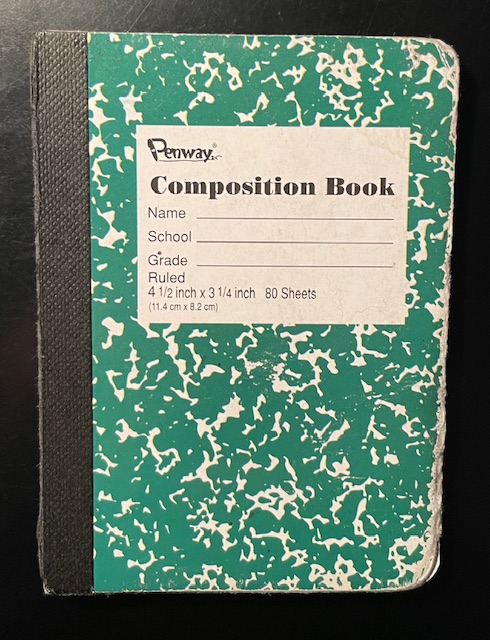 Penway®
Composition Book
Name
School
Grade
Ruled
4 1/2 inch x 3 1/4 inch 80 Sheets
(11.4 cm x 8.2 cm)